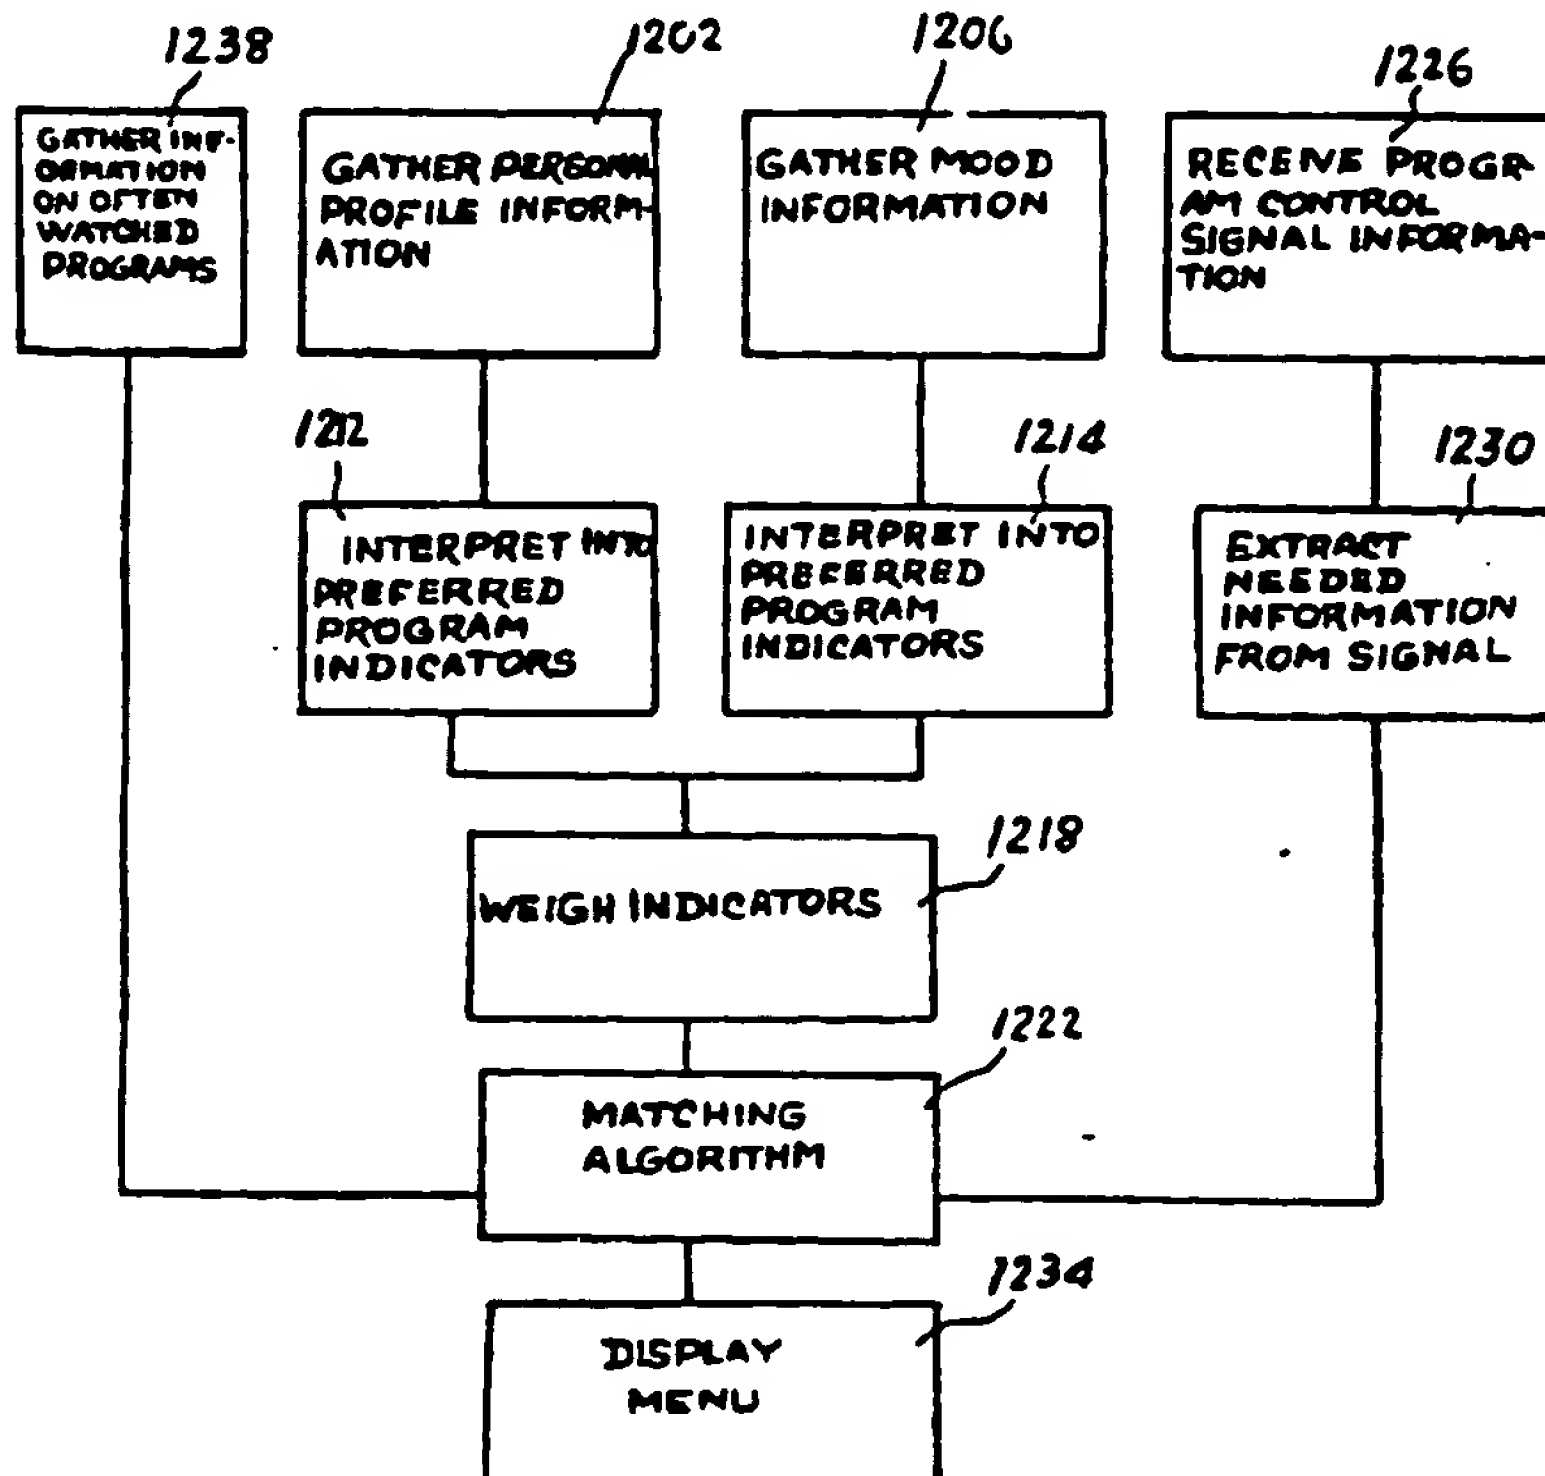 1238
1202
1206
1226
GATHER INF-
ORMATION
ON OFTEN
WATCHED
PROGRAMS
GATHER PERSONAL
PROFILE INFORM-
ATION
GATHER MOOD
INFORMATION
RECEIVE PROGR-
AM CONTROL
SIGNAL INFORMA-
TION
1212
1214
1230
INTERPRET INTO
PREFERRED
PROGRAM
INDICATORS
INTERPRET INTO
PREFERRED
PROGRAM
INDICATORS
EXTRACT
NEEDED
INFORMATION
FROM SIGNAL
1218
WEIGH INDICATORS
1222
MATCHING
ALGORITHM
1234
DISPLAY
MENU